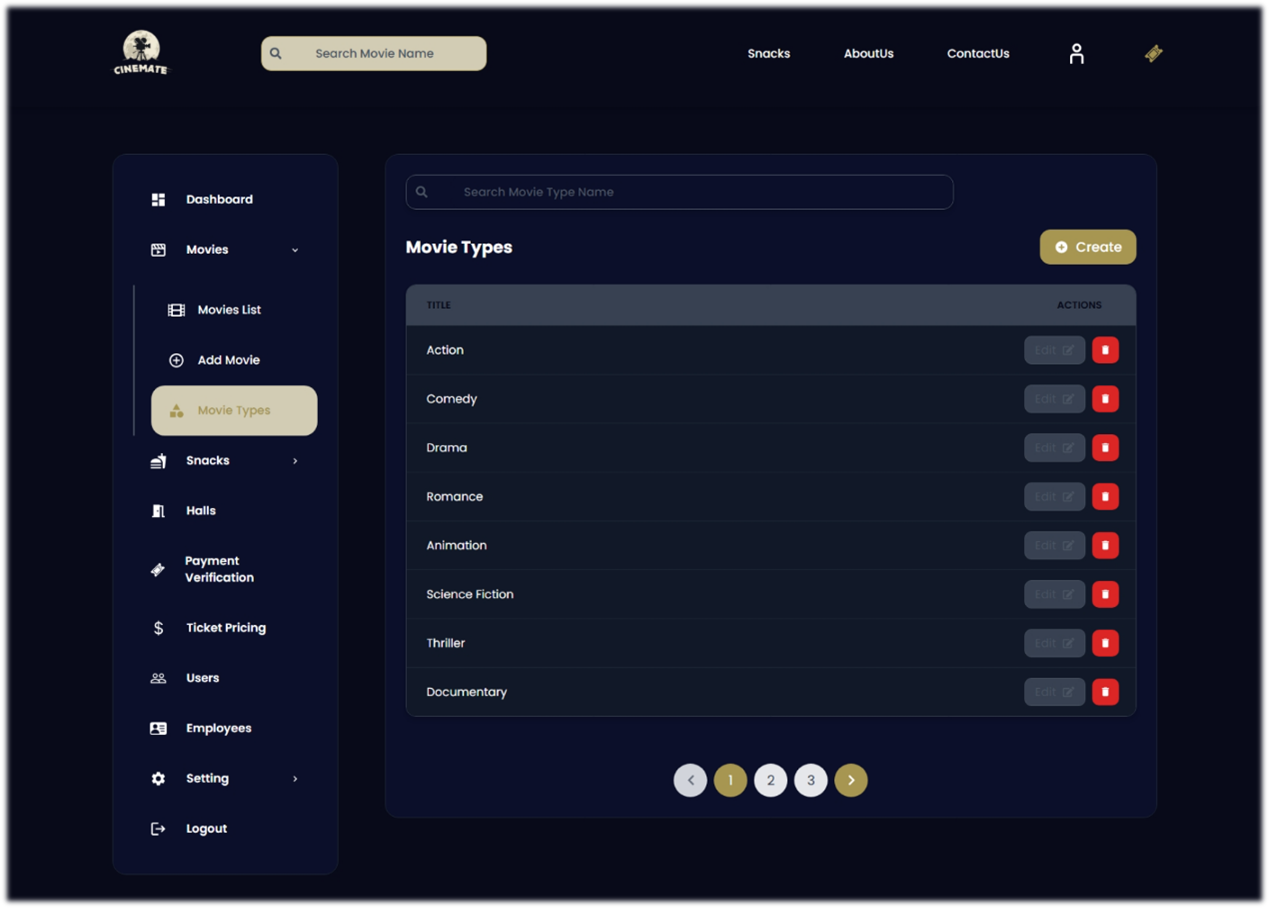 CINEMATE
Search Movie Name
Snacks
AboutUs
ContactUs
Dashboard
Movies
Movies List
Add Movie
Movie Types
Snacks
Halls
Payment
Verification
Ticket Pricing
Users
Employees
Setting
Logout
Search Movie Type Name
Movie Types
Create
TITLE ACTIONS
Action Edit
Comedy Edit
Drama Edit
Romance Edit
Animation Edit
Science Fiction Edit
Thriller Edit
Documentary Edit
1 2 3